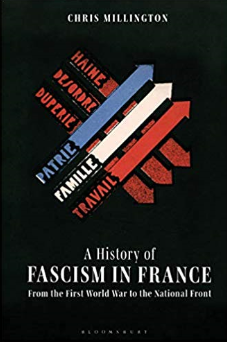 CHRIS MILLINGTON
HAINE
DESORDRE
DUPERIE
PATRIE
FAMILLE
TRAVAIL
A History of
FASCISM IN FRANCE
From the First World War to the National Front
BLOOMSBURY